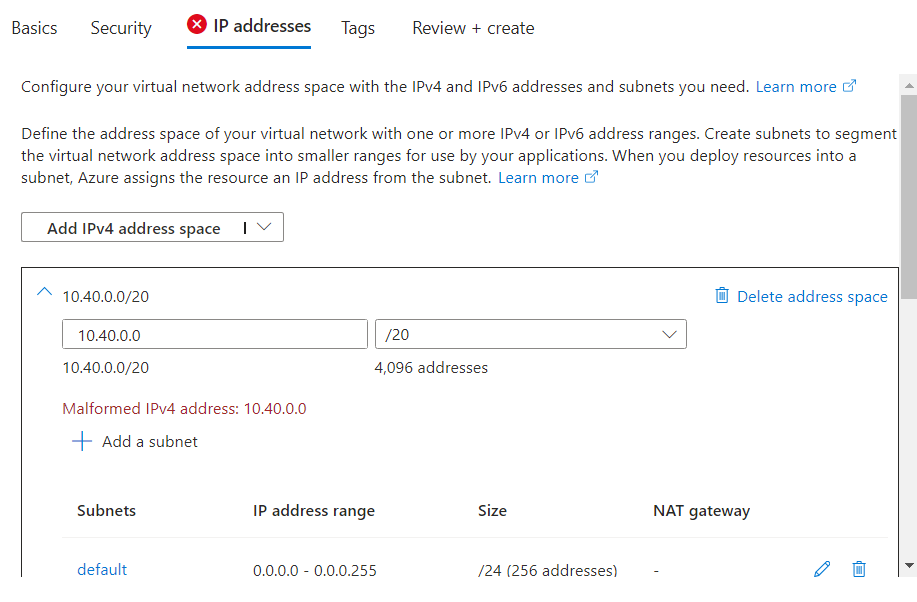 Basics Security IP addresses Tags Review + create
Configure your virtual network address space with the IPv4 and IPv6 addresses and subnets you need. Learn more
Define the address space of your virtual network with one or more IPv4 or IPv6 address ranges. Create subnets to segment
the virtual network address space into smaller ranges for use by your applications. When you deploy resources into a
subnet, Azure assigns the resource an IP address from the subnet. Learn more
Add IPv4 address space
10.40.0.0/20 Delete address space
10.40.0.0 /20
10.40.0.0/20 4,096 addresses
Malformed IPv4 address: 10.40.0.0
Add a subnet
Subnets IP address range Size NAT gateway
default 0.0.0.0 - 0.0.0.255 /24 (256 addresses) -